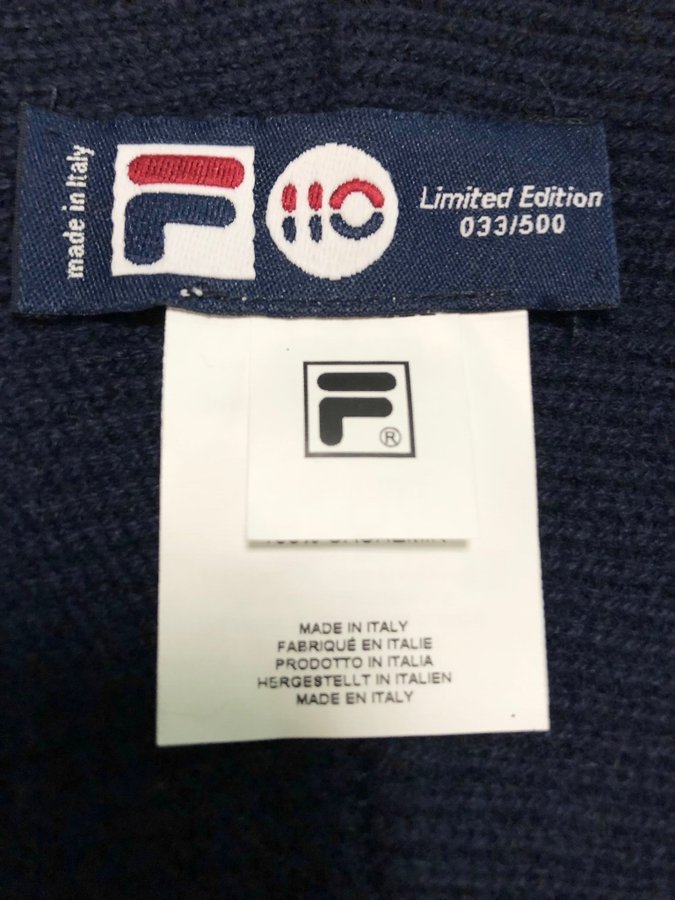 made in Italy
F
110
Limited Edition
033/500
F®
MADE IN ITALY
FABRIQUÉ EN ITALIE
PRODOTTO IN ITALIA
HERGESTELLT IN ITALIEN
MADE IN ITALY